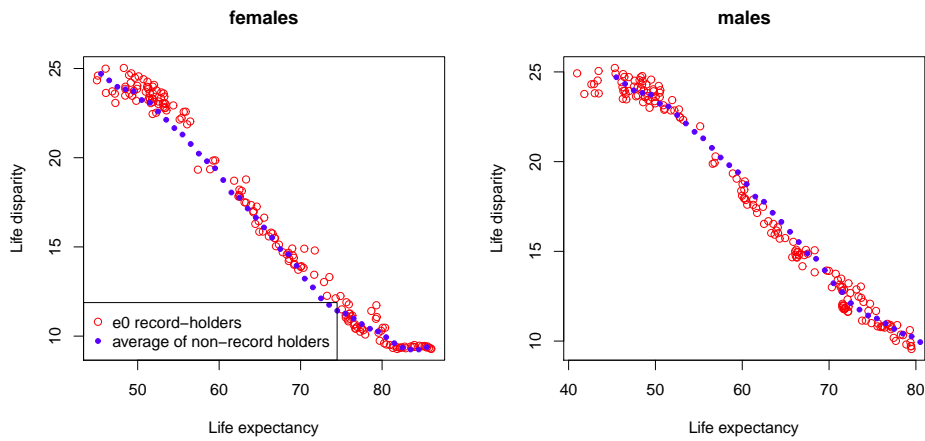 females
25
20
15
10
Life disparity
e0 record−holders
average of non−record holders
50
60
70
80
Life expectancy
males
25
20
15
10
Life disparity
40
50
60
70
80
Life expectancy